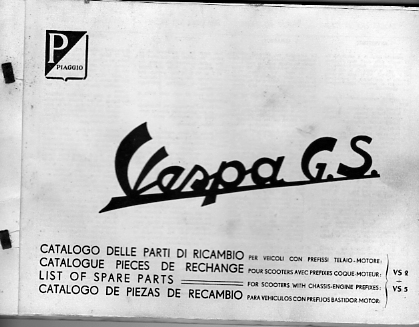 P
PIAGGIO
Vespa G.S.
CATALOGO DELLE PARTI DI RICAMBIO PER VEICOLI CON PREFISSI TELAIO-MOTORE:
CATALOGUE PIECES DE RECHANGE POUR SCOOTERS AVEC PREFIXES COQUE-MOTEUR: VS 2
LIST OF SPARE PARTS FOR SCOOTERS WITH CHASSIS-ENGINE PREFIXES: – VS 5
CATALOGO DE PIEZAS DE RECAMBIO PARA VEHICULOS CON PREFIJOS BASTIDOR-MOTOR: